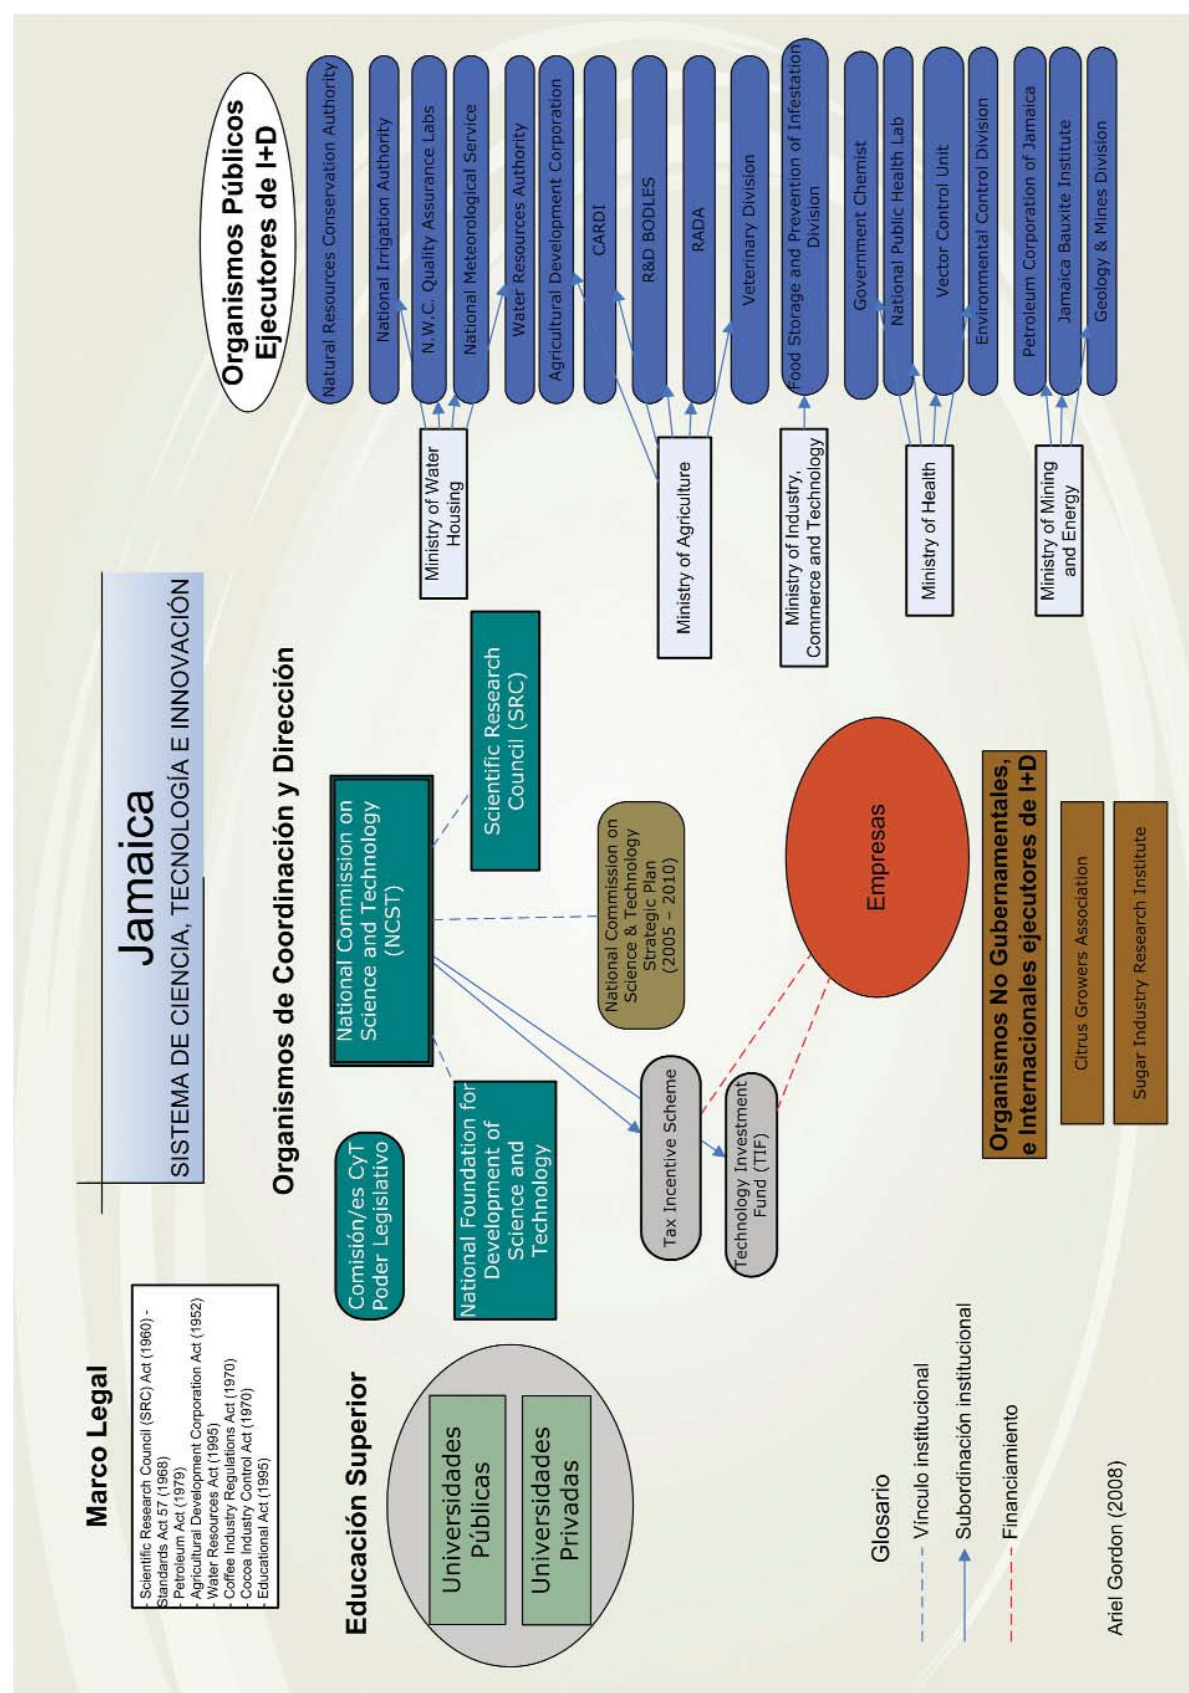 Jamaica
SISTEMA DE CIENCIA, TECNOLOGÍA E INNOVACIÓN
Marco Legal
- Scientific Research Council (SRC) Act (1960) -
Standards Act 57 (1968)
- Petroleum Act (1979)
- Agricultural Development Corporation Act (1952)
- Water Resources Act (1995)
- Coffee Industry Regulations Act (1970)
- Cocoa Industry Control Act (1970)
- Educational Act (1995)
Educación Superior
Universidades
Públicas
Universidades
Privadas
Organismos de Coordinación y Dirección
Comisión/es CyT
Poder Legislativo
National Commission on
Science and Technology
(NCST)
National Foundation for
Development of
Science and
Technology
Scientific Research
Council (SRC)
National Commission on
Science & Technology
Strategic Plan
(2005 – 2010)
Tax Incentive Scheme
Technology Investment
Fund (TIF)
Empresas
Organismos No Gubernamentales,
e Internacionales ejecutores de I+D
Citrus Growers Association
Sugar Industry Research Institute
Organismos Públicos
Ejecutores de I+D
Natural Resources Conservation Authority
National Irrigation Authority
N.W.C. Quality Assurance Labs
National Meteorological Service
Water Resources Authority
Agricultural Development Corporation
CARDI
R&D BODLES
RADA
Veterinary Division
Food Storage and Prevention of Infestation
Division
Government Chemist
National Public Health Lab
Vector Control Unit
Environmental Control Division
Petroleum Corporation of Jamaica
Jamaica Bauxite Institute
Geology & Mines Division
Ministry of Water
Housing
Ministry of Agriculture
Ministry of Industry,
Commerce and Technology
Ministry of Health
Ministry of Mining
and Energy
Glosario
Vínculo institucional
Subordinación institucional
Financiamiento
Ariel Gordon (2008)